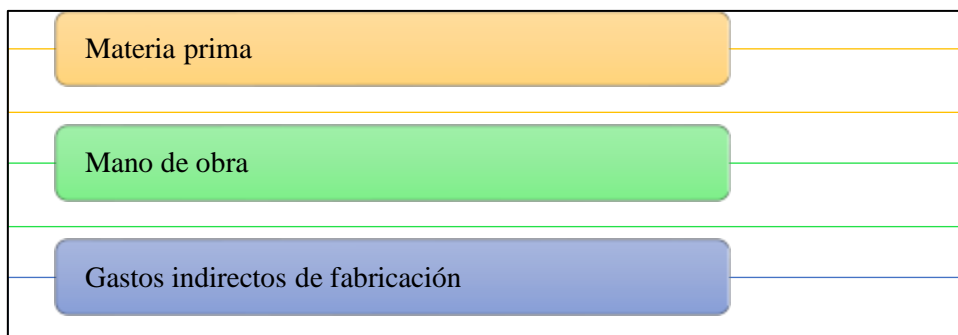 Materia prima
Mano de obra
Gastos indirectos de fabricación